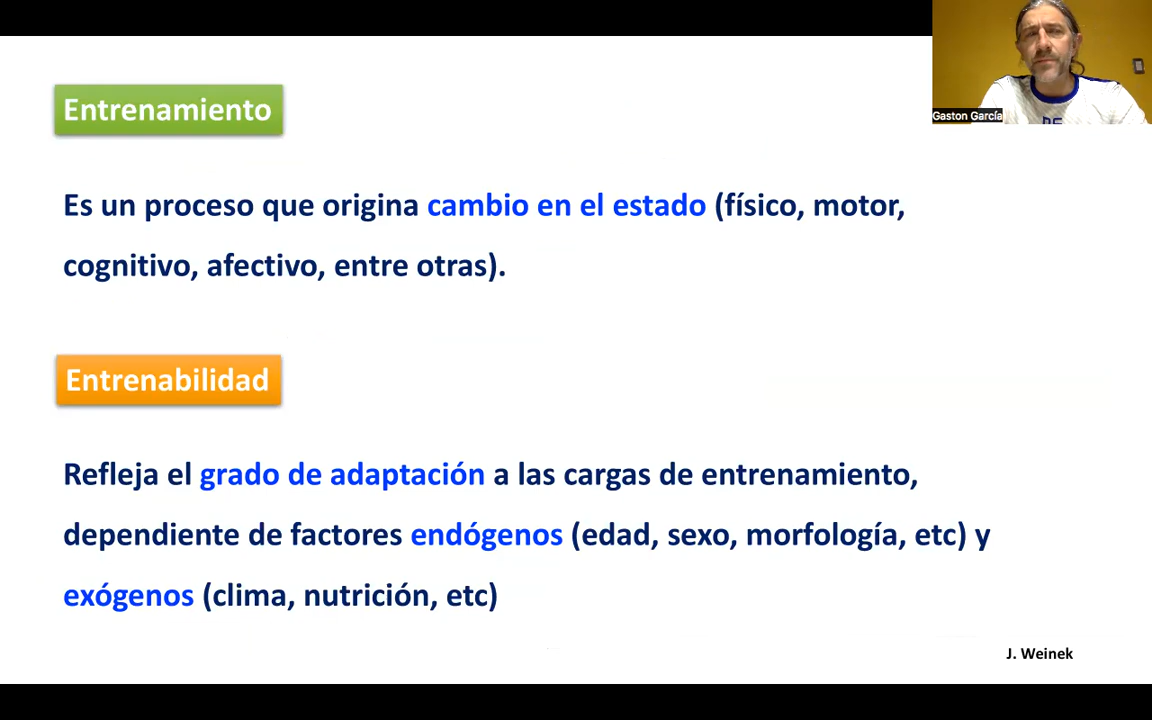 Entrenamiento
Gaston García
Es un proceso que origina cambio en el estado (físico, motor,
cognitivo, afectivo, entre otras).
Entrenabilidad
Refleja el grado de adaptación a las cargas de entrenamiento,
dependiente de factores endógenos (edad, sexo, morfología, etc) y
exógenos (clima, nutrición, etc)
J. Weinek